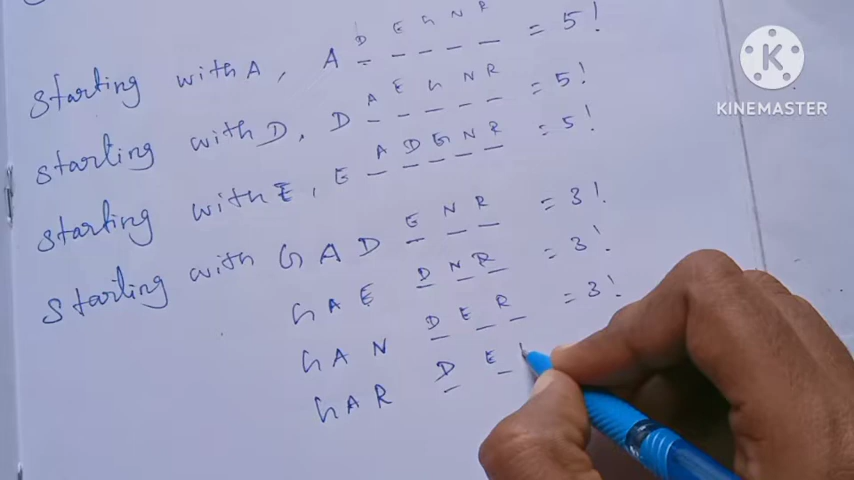 starting with A, A D E G N R = 5!
starting with D, D A E G N R = 5!
starting with E, E A D G N R = 5!
starting with G A D E N R = 3!
G A E D N R = 3!
G A N D E R = 3!
G A R D E
K
KINEMASTER